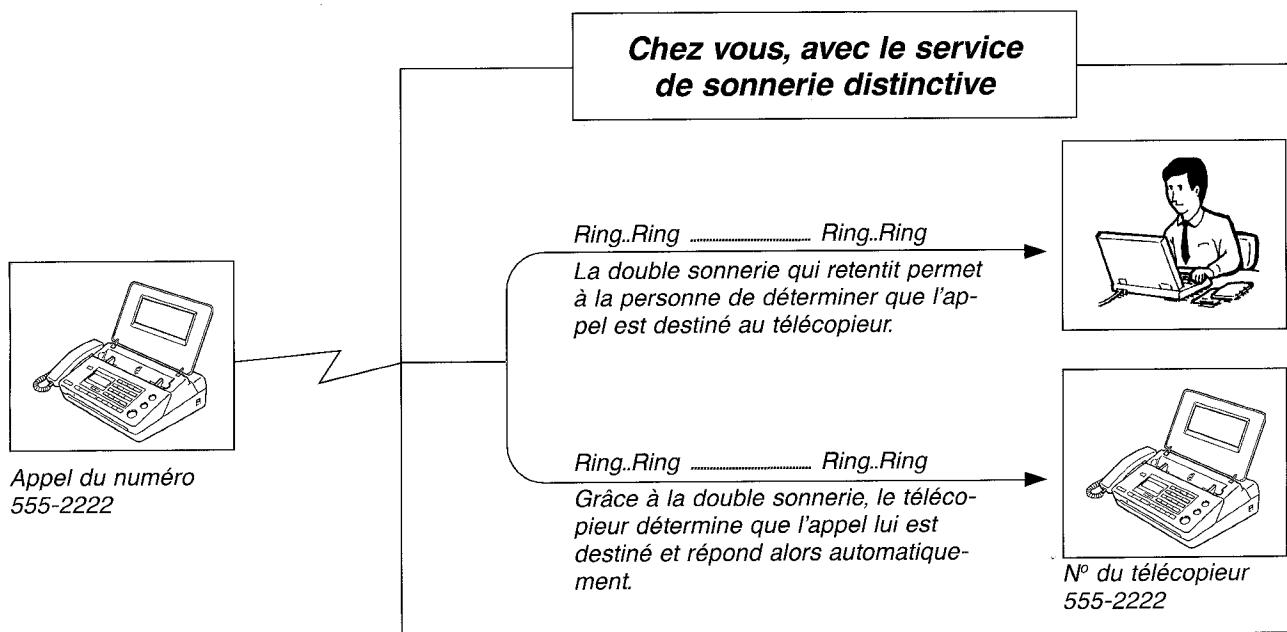 Chez vous, avec le service
de sonnerie distinctive
Ring..Ring ................................ Ring..Ring
La double sonnerie qui retentit permet
à la personne de déterminer que l'ap-
pel est destiné au télécopieur.
Appel du numéro
555-2222
Ring..Ring ................................ Ring..Ring
Grâce à la double sonnerie, le téléco-
pieur détermine que l'appel lui est
destiné et répond alors automatique-
ment.
Nº du télécopieur
555-2222